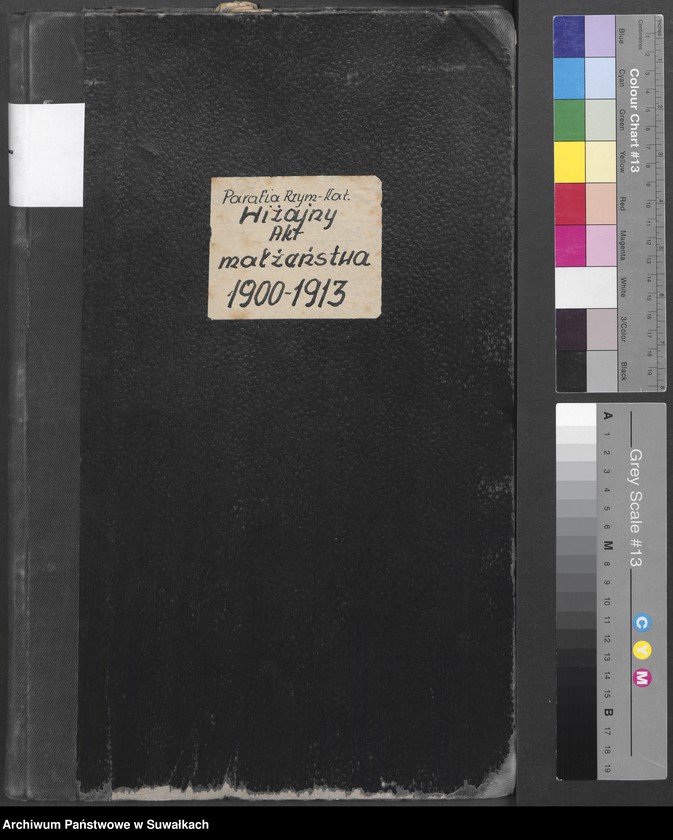 Parafia Rzym-Kat.
Wiżajny
Akt
małżeństwa
1900-1913
Colour Chart #13
Blue
Cyan
Green
Yellow
Red
Magenta
White
3/Color
Black
Centimetres
Grey Scale #13
A
1
2
3
4
5
6
M
8
9
10
11
12
13
14
15
B
17
18
19
C
Y
M
Archiwum Państwowe w Suwałkach